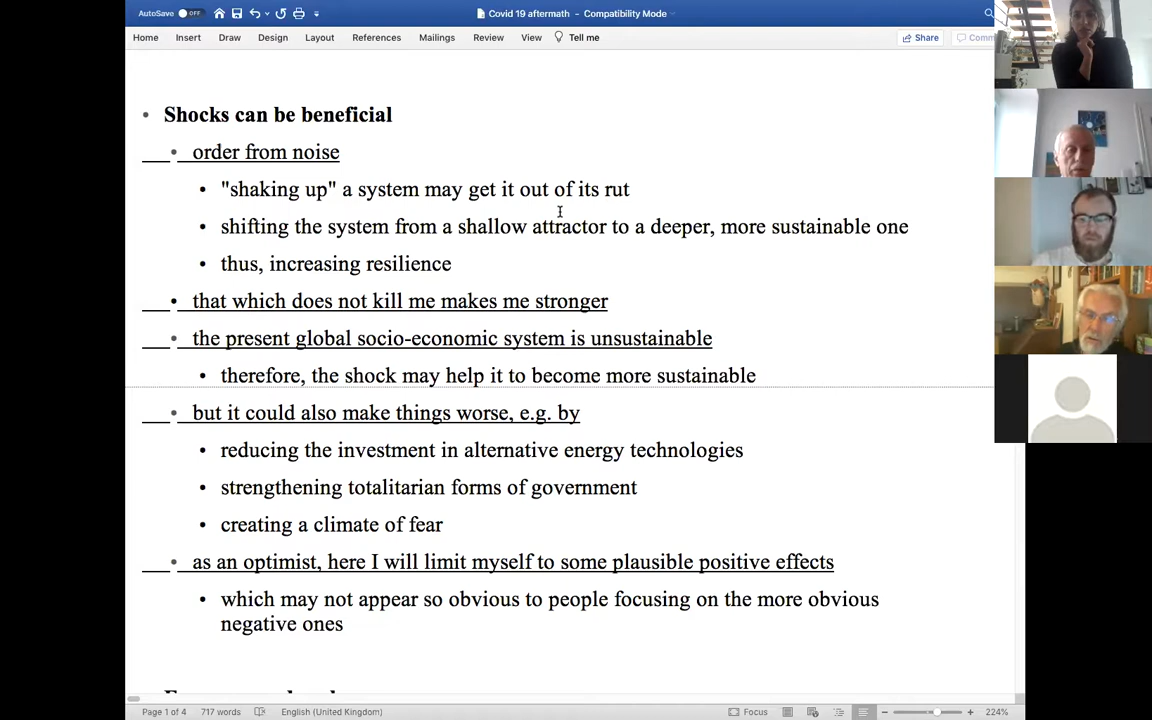 AutoSave OFF
Covid 19 aftermath - Compatibility Mode
Home Insert Draw Design Layout References Mailings Review View Tell me Share Comm
• Shocks can be beneficial
• order from noise
• "shaking up" a system may get it out of its rut
• shifting the system from a shallow attractor to a deeper, more sustainable one
• thus, increasing resilience
• that which does not kill me makes me stronger
• the present global socio-economic system is unsustainable
• therefore, the shock may help it to become more sustainable
• but it could also make things worse, e.g. by
• reducing the investment in alternative energy technologies
• strengthening totalitarian forms of government
• creating a climate of fear
• as an optimist, here I will limit myself to some plausible positive effects
• which may not appear so obvious to people focusing on the more obvious
negative ones
Page 1 of 4 717 words English (United Kingdom) Focus 224%